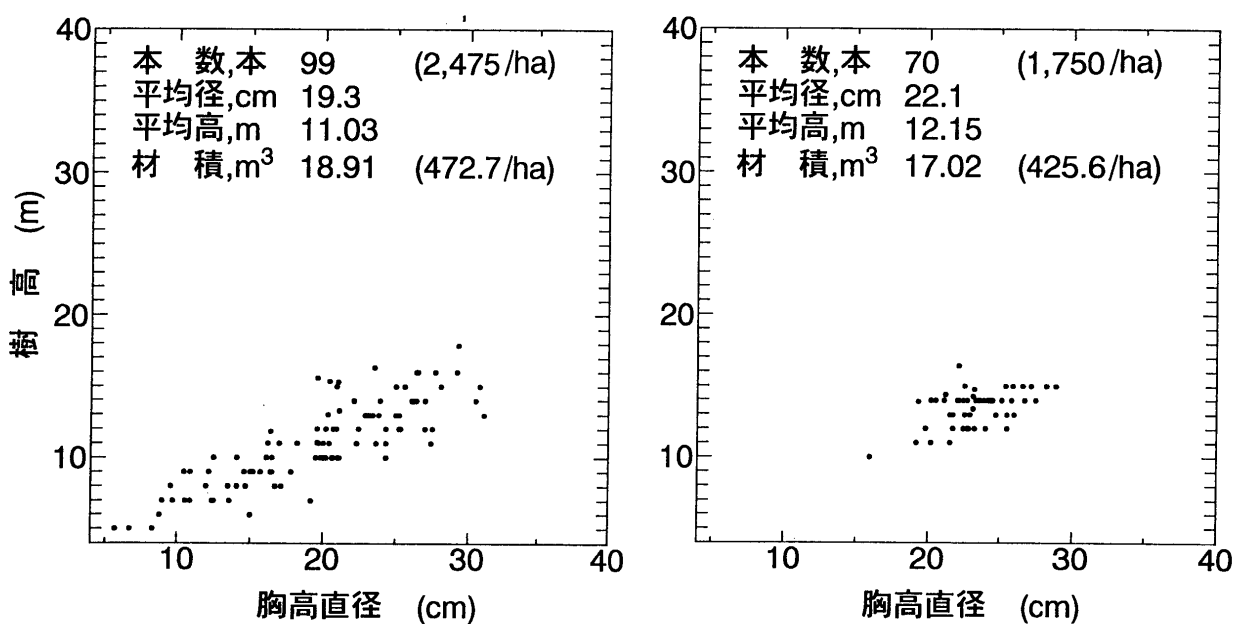 40
本 数,本 99 (2,475/ha)
平均径,cm 19.3
平均高,m 11.03
材 積,m³ 18.91 (472.7/ha)
30
20
10
樹 高 (m)
10 20 30 40
胸高直径 (cm)
40
本 数,本 70 (1,750/ha)
平均径,cm 22.1
平均高,m 12.15
材 積,m³ 17.02 (425.6/ha)
30
20
10
10 20 30 40
胸高直径 (cm)